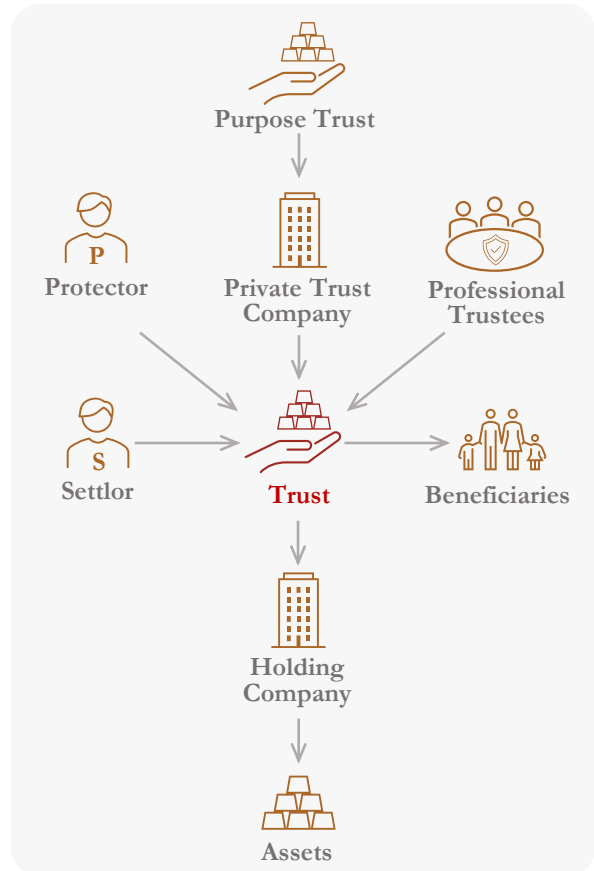 Purpose Trust
P
Protector
Private Trust
Company
Professional
Trustees
S
Settlor
Trust
Beneficiaries
Holding
Company
Assets